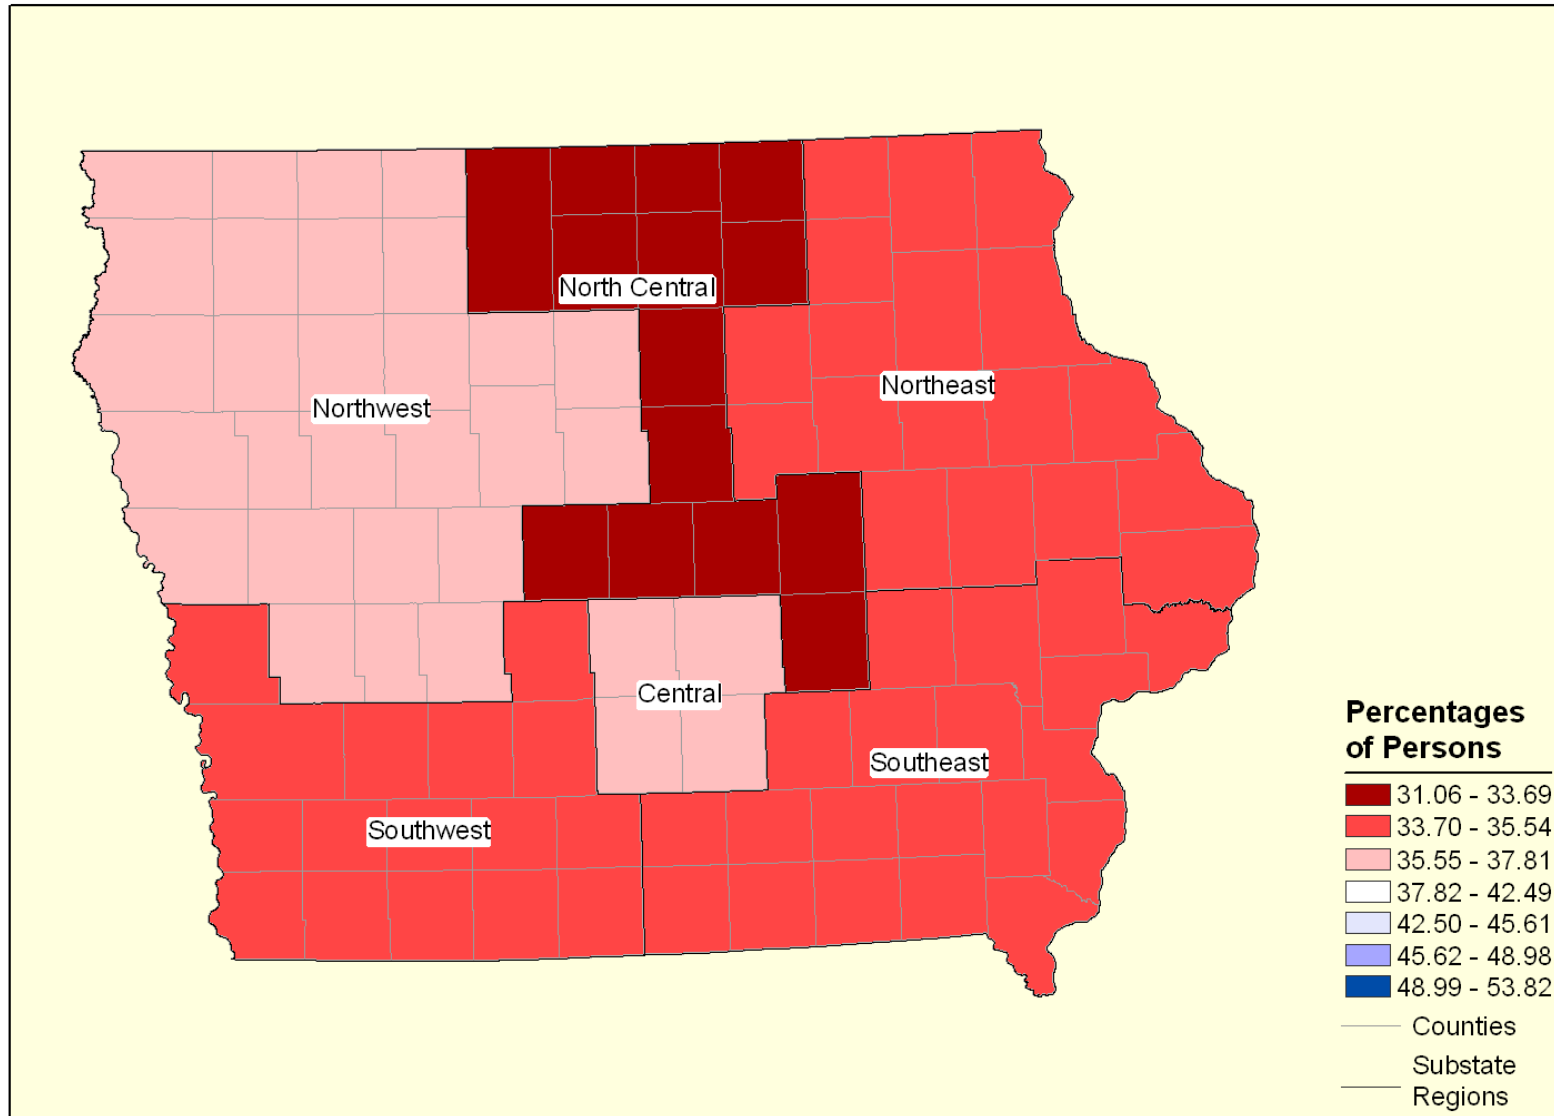 North Central
Northeast
Northwest
Central
Southeast
Southwest
Percentages
of Persons
31.06 - 33.69
33.70 - 35.54
35.55 - 37.81
37.82 - 42.49
42.50 - 45.61
45.62 - 48.98
48.99 - 53.82
Counties
Substate
Regions